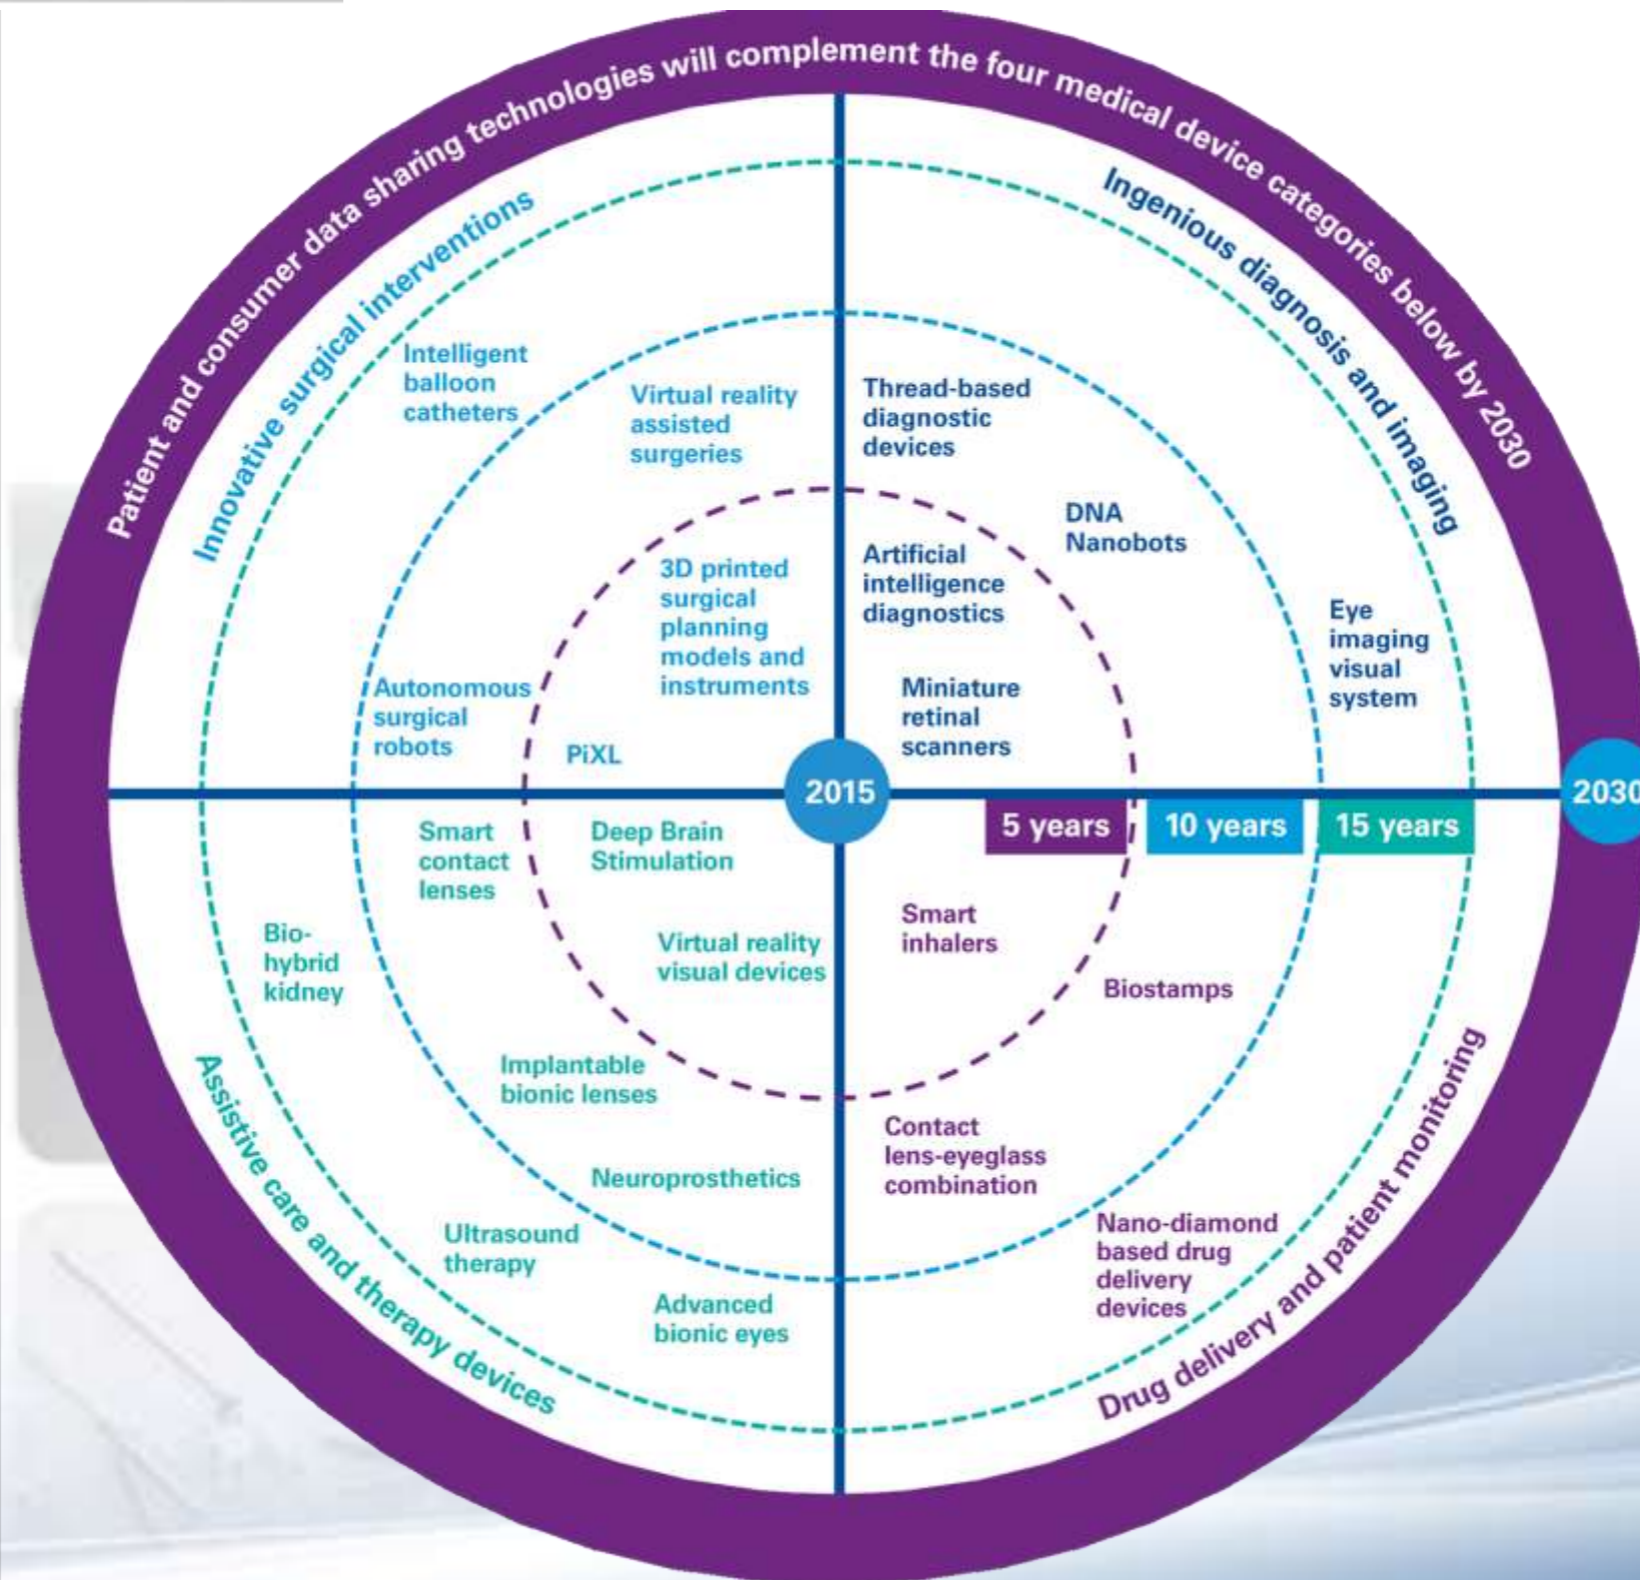 Patient and consumer data sharing technologies will complement the four medical device categories below by 2030
Innovative surgical interventions
Intelligent
balloon
catheters
Virtual reality
assisted
surgeries
3D printed
surgical
planning
models and
instruments
Autonomous
surgical
robots
PiXL
Ingenious diagnosis and imaging
Thread-based
diagnostic
devices
DNA
Nanobots
Artificial
intelligence
diagnostics
Eye
imaging
visual
system
Miniature
retinal
scanners
2015
2030
5 years
10 years
15 years
Smart
contact
lenses
Deep Brain
Stimulation
Bio-
hybrid
kidney
Virtual reality
visual devices
Implantable
bionic lenses
Neuroprosthetics
Ultrasound
therapy
Advanced
bionic eyes
Assistive care and therapy devices
Smart
inhalers
Biostamps
Contact
lens-eyeglass
combination
Nano-diamond
based drug
delivery
devices
Drug delivery and patient monitoring